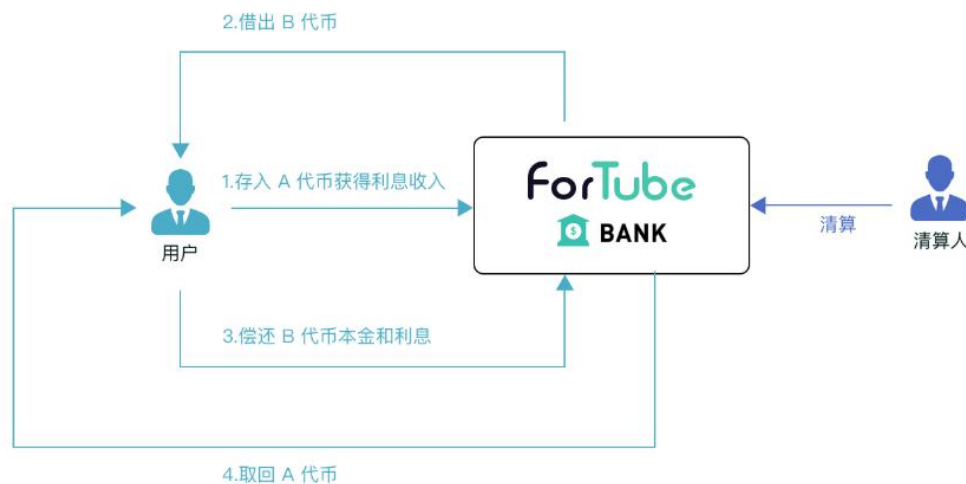 2.借出 B 代币
1.存入 A 代币获得利息收入
ForTube
BANK
清算
用户
清算人
3.偿还 B 代币本金和利息
4.取回 A 代币